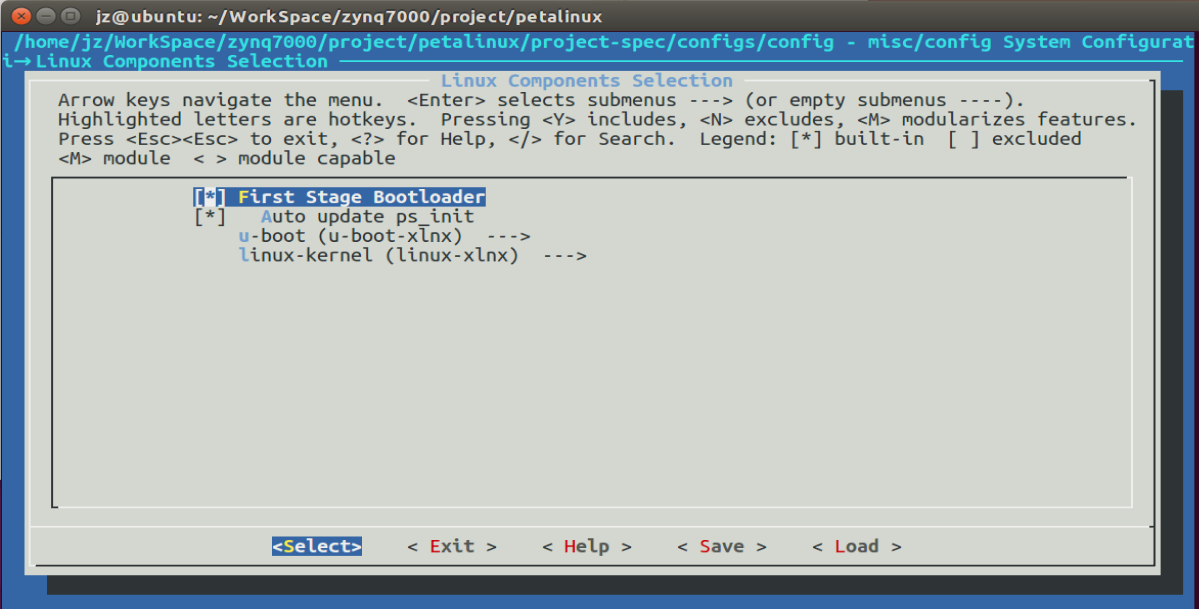 jz@ubuntu: ~/WorkSpace/zynq7000/project/petalinux
/home/jz/WorkSpace/zynq7000/project/petalinux/project-spec/configs/config - misc/config System Configurat
i→Linux Components Selection
Linux Components Selection
Arrow keys navigate the menu.  <Enter> selects submenus ---> (or empty submenus ----).
Highlighted letters are hotkeys.  Pressing <Y> includes, <N> excludes, <M> modularizes features.
Press <Esc><Esc> to exit, <?> for Help, </> for Search.  Legend: [*] built-in  [ ] excluded
<M> module  < > module capable
[*] First Stage Bootloader
[*]   Auto update ps_init
u-boot (u-boot-xlnx)  --->
linux-kernel (linux-xlnx)  --->
<Select>    < Exit >    < Help >    < Save >    < Load >